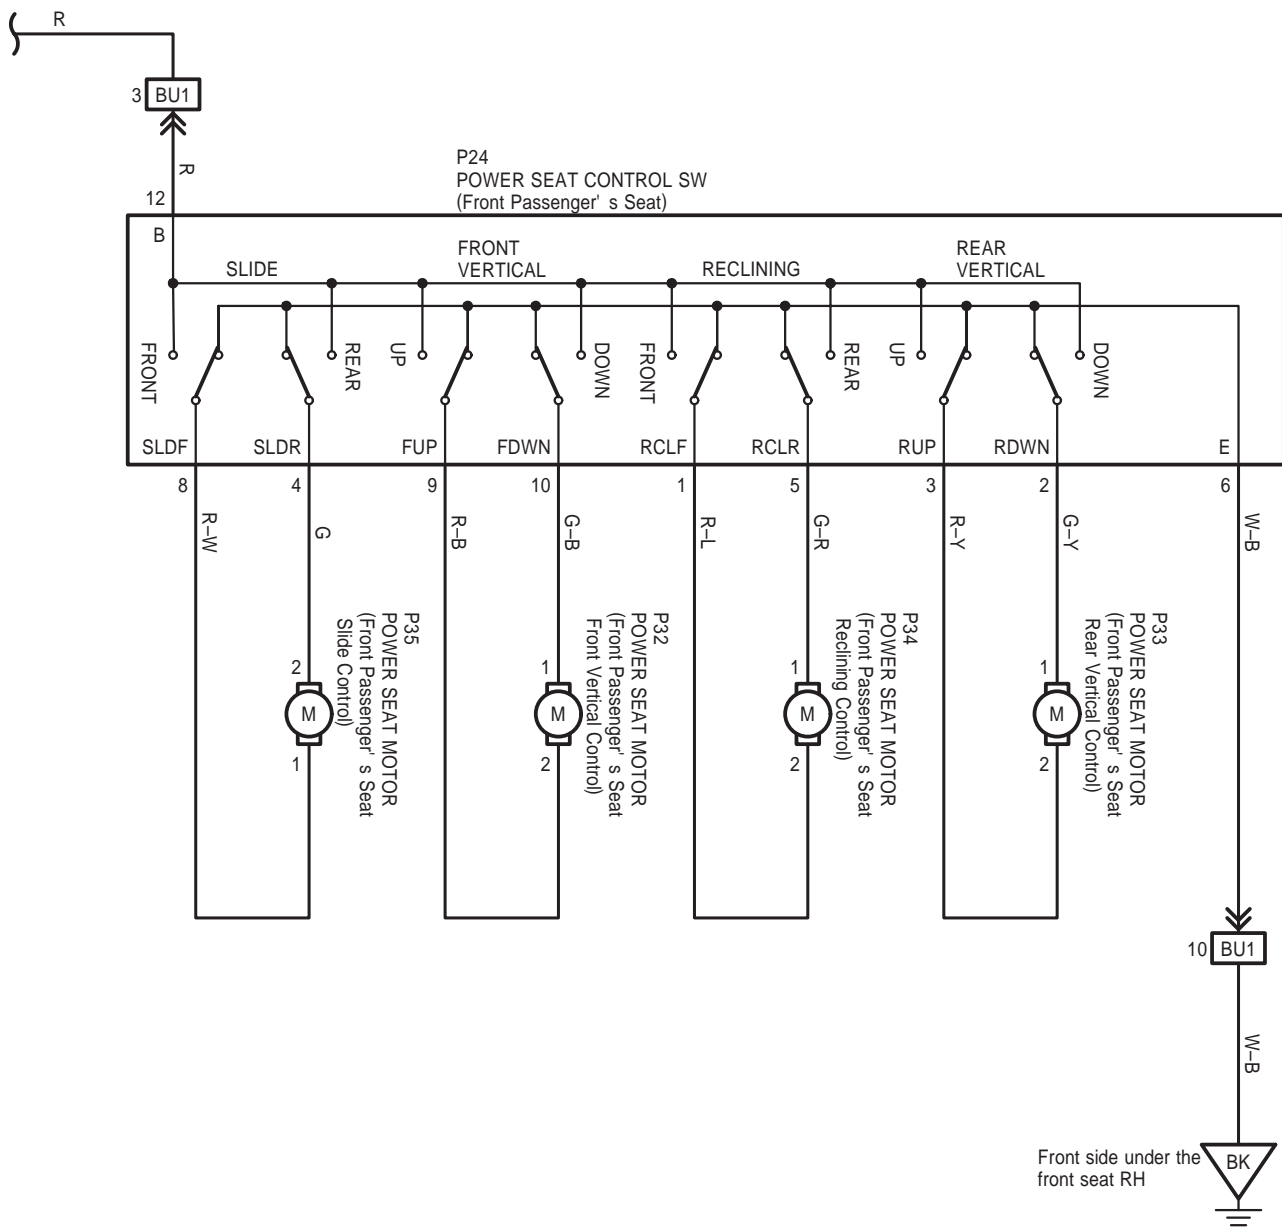 R
3 BU1
R
12
P24
POWER SEAT CONTROL SW
(Front Passenger' s Seat)
B
SLIDE
FRONT
VERTICAL
RECLINING
REAR
VERTICAL
FRONT
REAR
UP
DOWN
FRONT
REAR
UP
DOWN
SLDF SLDR FUP FDWN RCLF RCLR RUP RDWN E
8 4 9 10 1 5 3 2 6
R–W
G
R–B
G–B
R–L
G–R
R–Y
G–Y
W–B
P35
POWER SEAT MOTOR
(Front Passenger' s Seat
Slide Control)
P32
POWER SEAT MOTOR
(Front Passenger' s Seat
Front Vertical Control)
P34
POWER SEAT MOTOR
(Front Passenger' s Seat
Reclining Control)
P33
POWER SEAT MOTOR
(Front Passenger' s Seat
Rear Vertical Control)
2 1 1 1
M M M M
1 2 2 2
10 BU1
W–B
Front side under the
front seat RH
BK